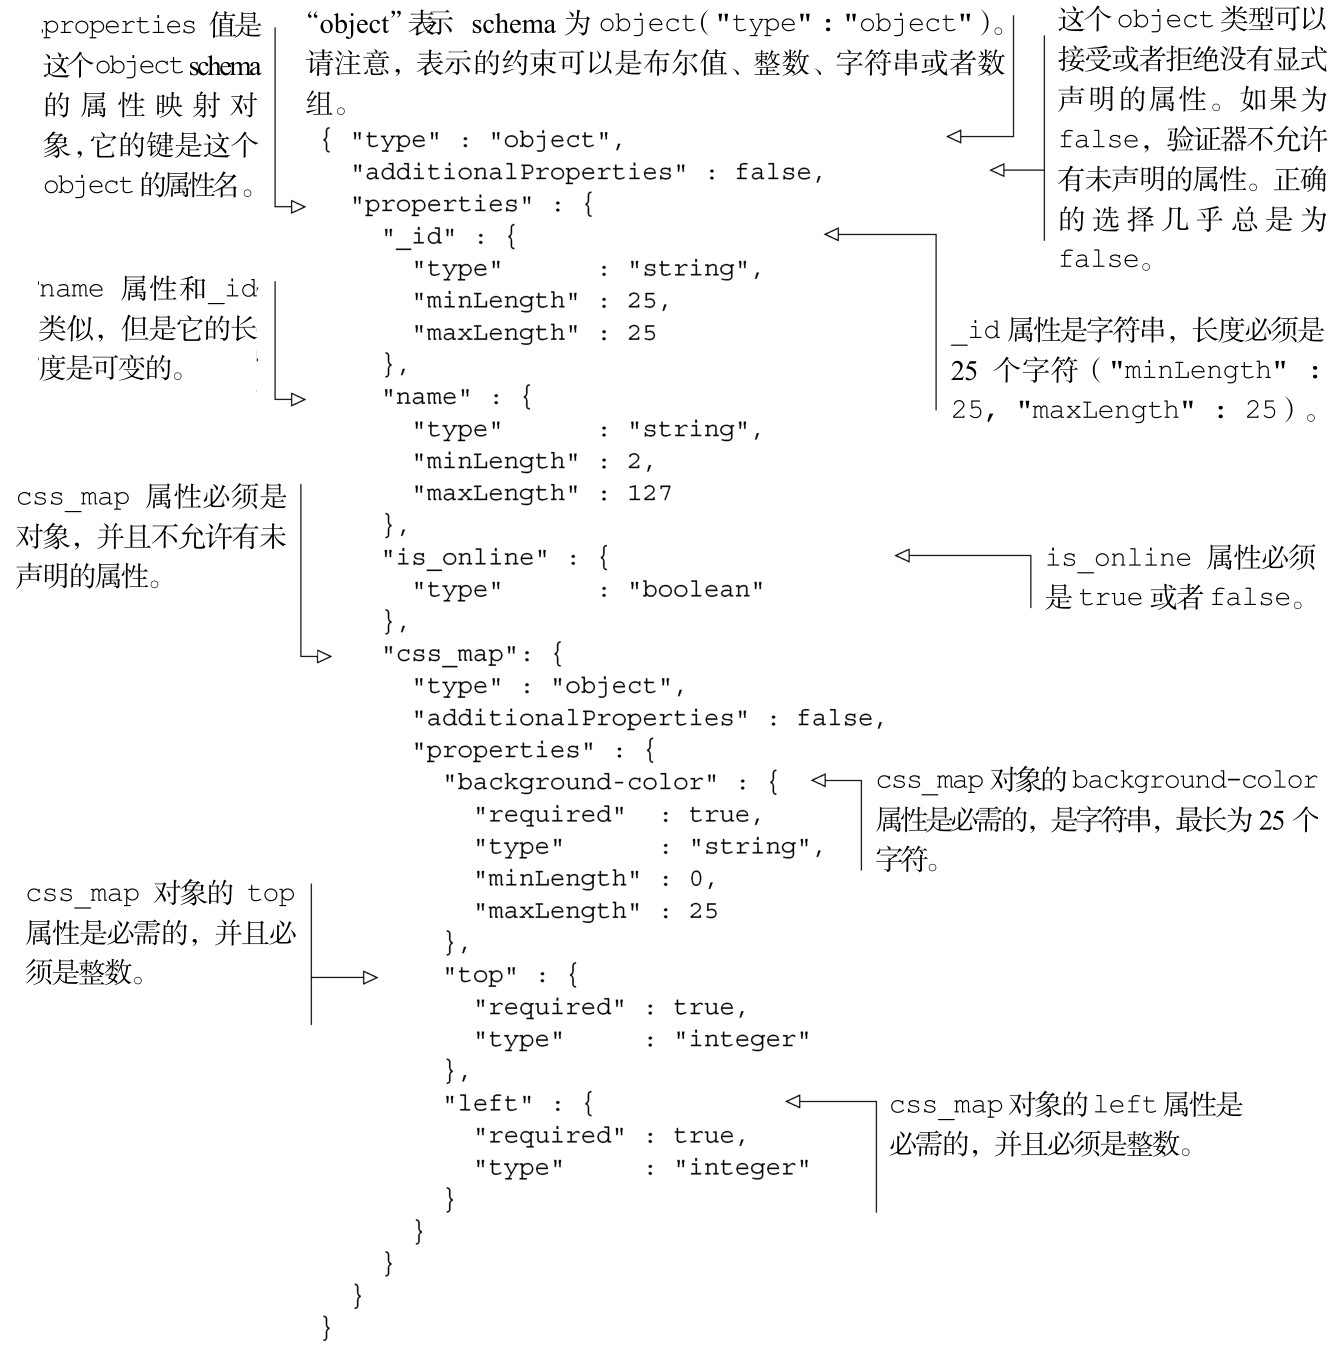 properties 值是
这个object schema
的属性映射对
象,它的键是这个
object 的属性名。
“object”表示 schema 为 object("type" :"object")。
请注意，表示的约束可以是布尔值、整数、字符串或者数
组。
这个 object 类型可以
接受或者拒绝没有显式
声明的属性。如果为
false，验证器不允许
有未声明的属性。正确
的选择几乎总是为
false。
{ "type" : "object",
"additionalProperties" : false,
"properties" : {
"_id" : {
"type" : "string",
"minLength" : 25,
"maxLength" : 25
},
_id 属性是字符串，长度必须是
25 个字符（"minLength" :
25, "maxLength" : 25）。
name 属性和_id
类似，但是它的长
度是可变的。
"name" : {
"type" : "string",
"minLength" : 2,
"maxLength" : 127
},
"is_online" : {
"type" : "boolean"
},
is_online 属性必须
是 true 或者 false。
css_map 属性必须是
对象，并且不允许有未
声明的属性。
"css_map": {
"type" : "object",
"additionalProperties" : false,
"properties" : {
"background-color" : {
"required" : true,
"type" : "string",
"minLength" : 0,
"maxLength" : 25
},
css_map 对象的 background-color
属性是必需的，是字符串，最长为 25 个
字符。
css_map 对象的 top
属性是必需的，并且必
须是整数。
"top" : {
"required" : true,
"type" : "integer"
},
"left" : {
"required" : true,
"type" : "integer"
}
css_map 对象的 left 属性是
必需的，并且必须是整数。
}
}
}
}